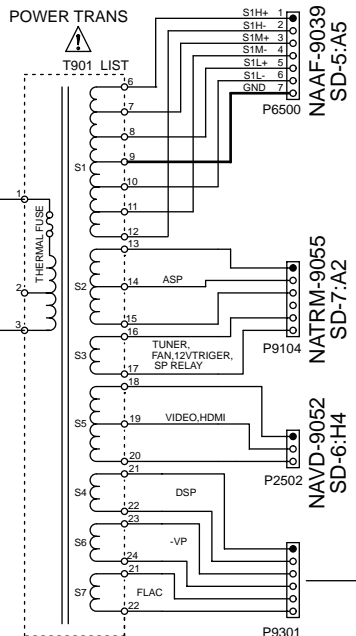 POWER TRANS
!
T901 LIST
THERMAL FUSE
1
2
3
S1
S2
S3
S5
S4
S6
S7
6
7
8
9
10
11
12
13
14
15
16
17
18
19
20
21
22
23
24
21
22
S1H+ 1
S1H- 2
S1M+ 3
S1M- 4
S1L+ 5
S1L- 6
GND 7
P6500
NAAF-9039
SD-5:A5
ASP
TUNER,
FAN,12VTRIGER,
SP RELAY
P9104
NATRM-9055
SD-7:A2
VIDEO,HDMI
P2502
NAVD-9052
SD-6:H4
DSP
-VP
FLAC
P9301